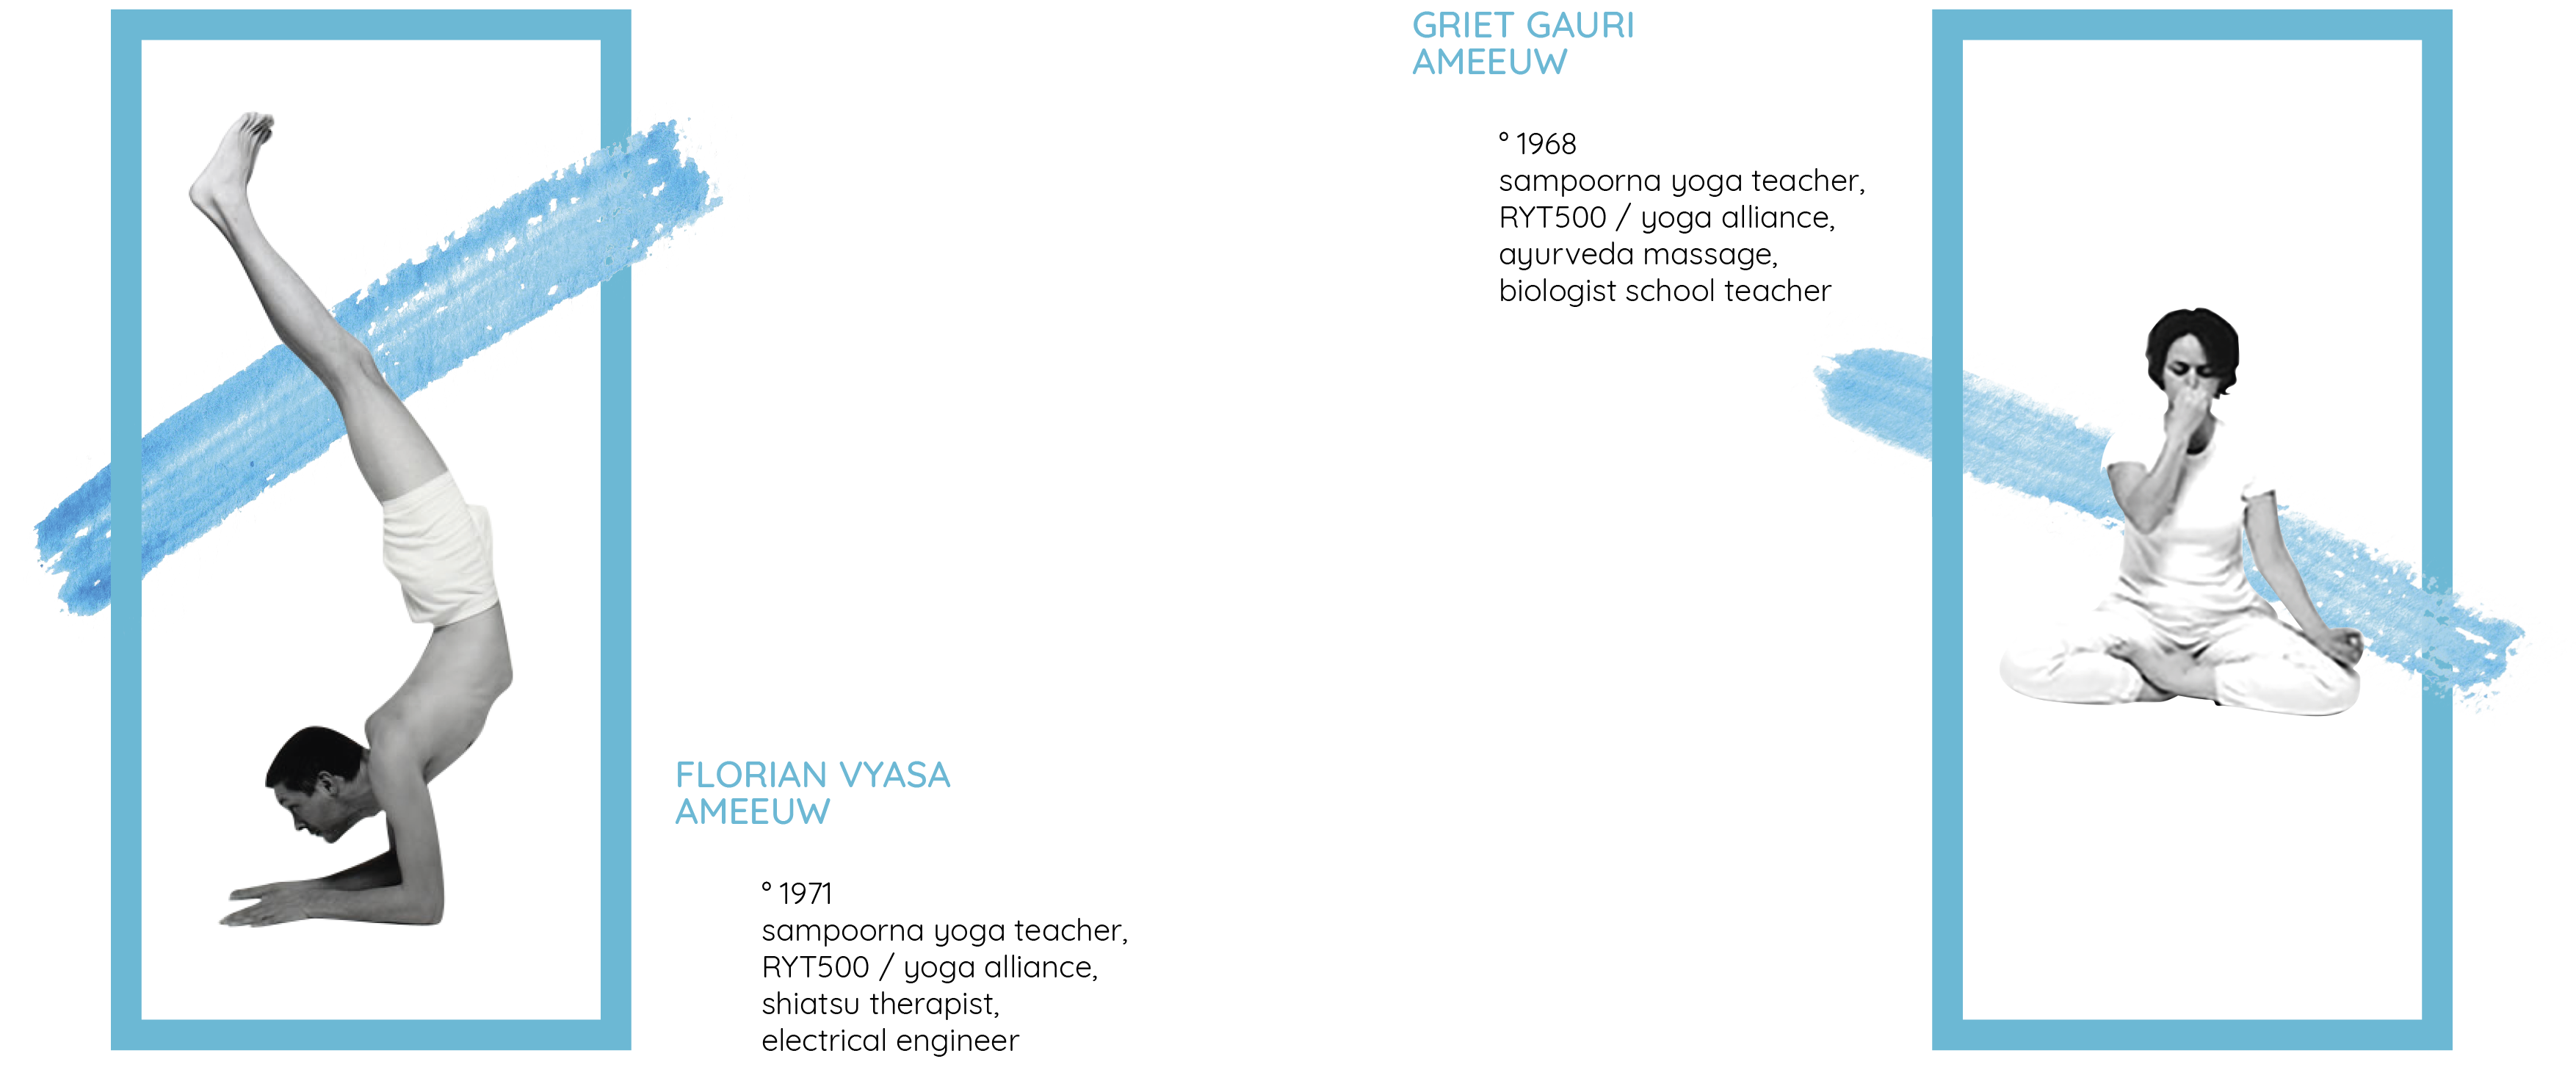 FLORIAN VYASA
AMEEUW
° 1971
sampoorna yoga teacher,
RYT500 / yoga alliance,
shiatsu therapist,
electrical engineer
GRIET GAURI
AMEEUW
° 1968
sampoorna yoga teacher,
RYT500 / yoga alliance,
ayurveda massage,
biologist school teacher